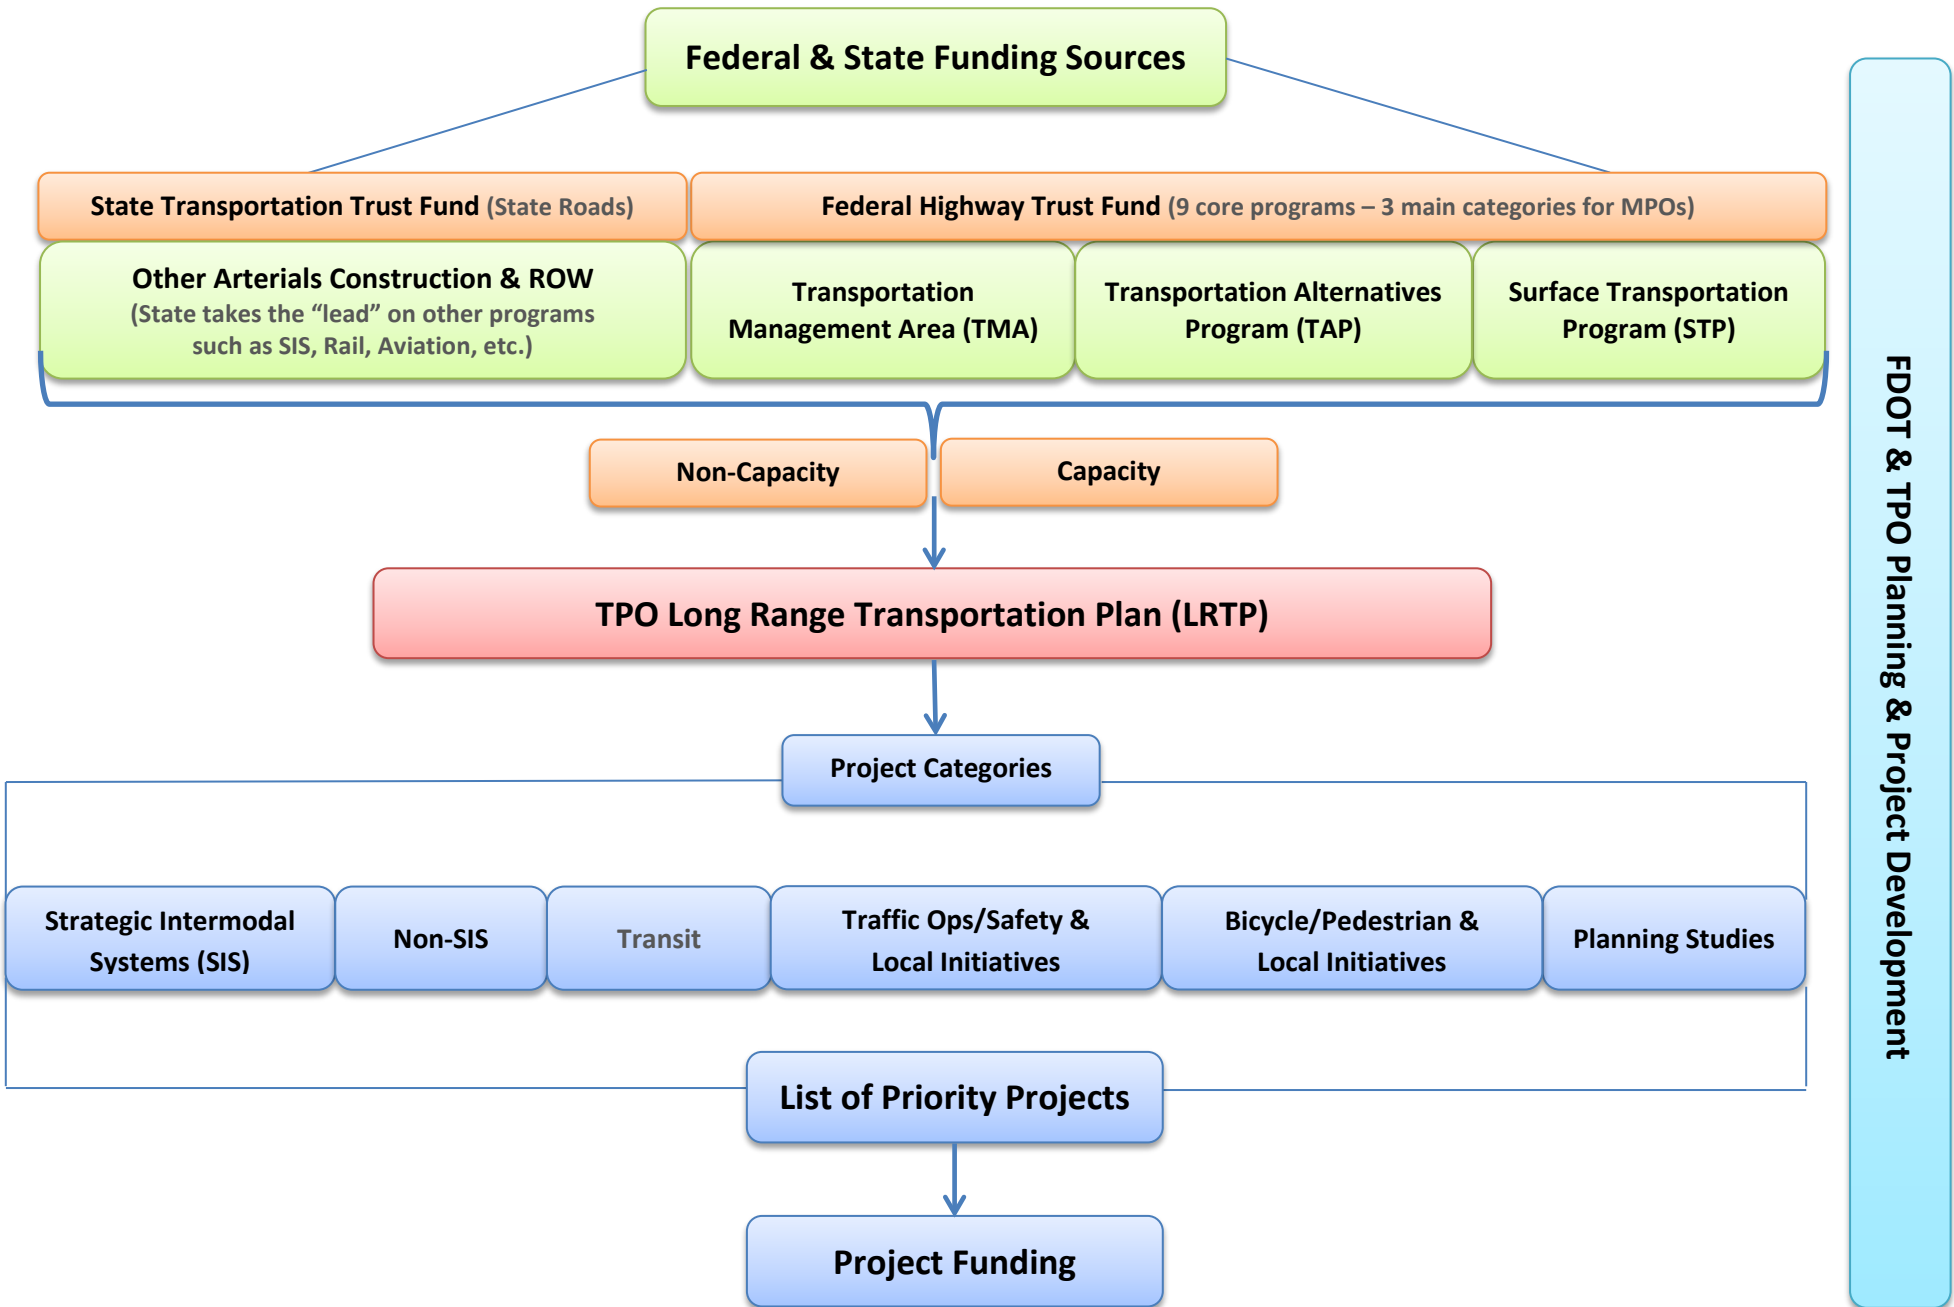 Federal & State Funding Sources
State Transportation Trust Fund (State Roads)
Federal Highway Trust Fund (9 core programs – 3 main categories for MPOs)
Other Arterials Construction & ROW
(State takes the “lead” on other programs
such as SIS, Rail, Aviation, etc.)
Transportation
Management Area (TMA)
Transportation Alternatives
Program (TAP)
Surface Transportation
Program (STP)
Non-Capacity
Capacity
TPO Long Range Transportation Plan (LRTP)
Project Categories
Strategic Intermodal
Systems (SIS)
Non-SIS
Transit
Traffic Ops/Safety &
Local Initiatives
Bicycle/Pedestrian &
Local Initiatives
Planning Studies
List of Priority Projects
Project Funding
FDOT & TPO Planning & Project Development